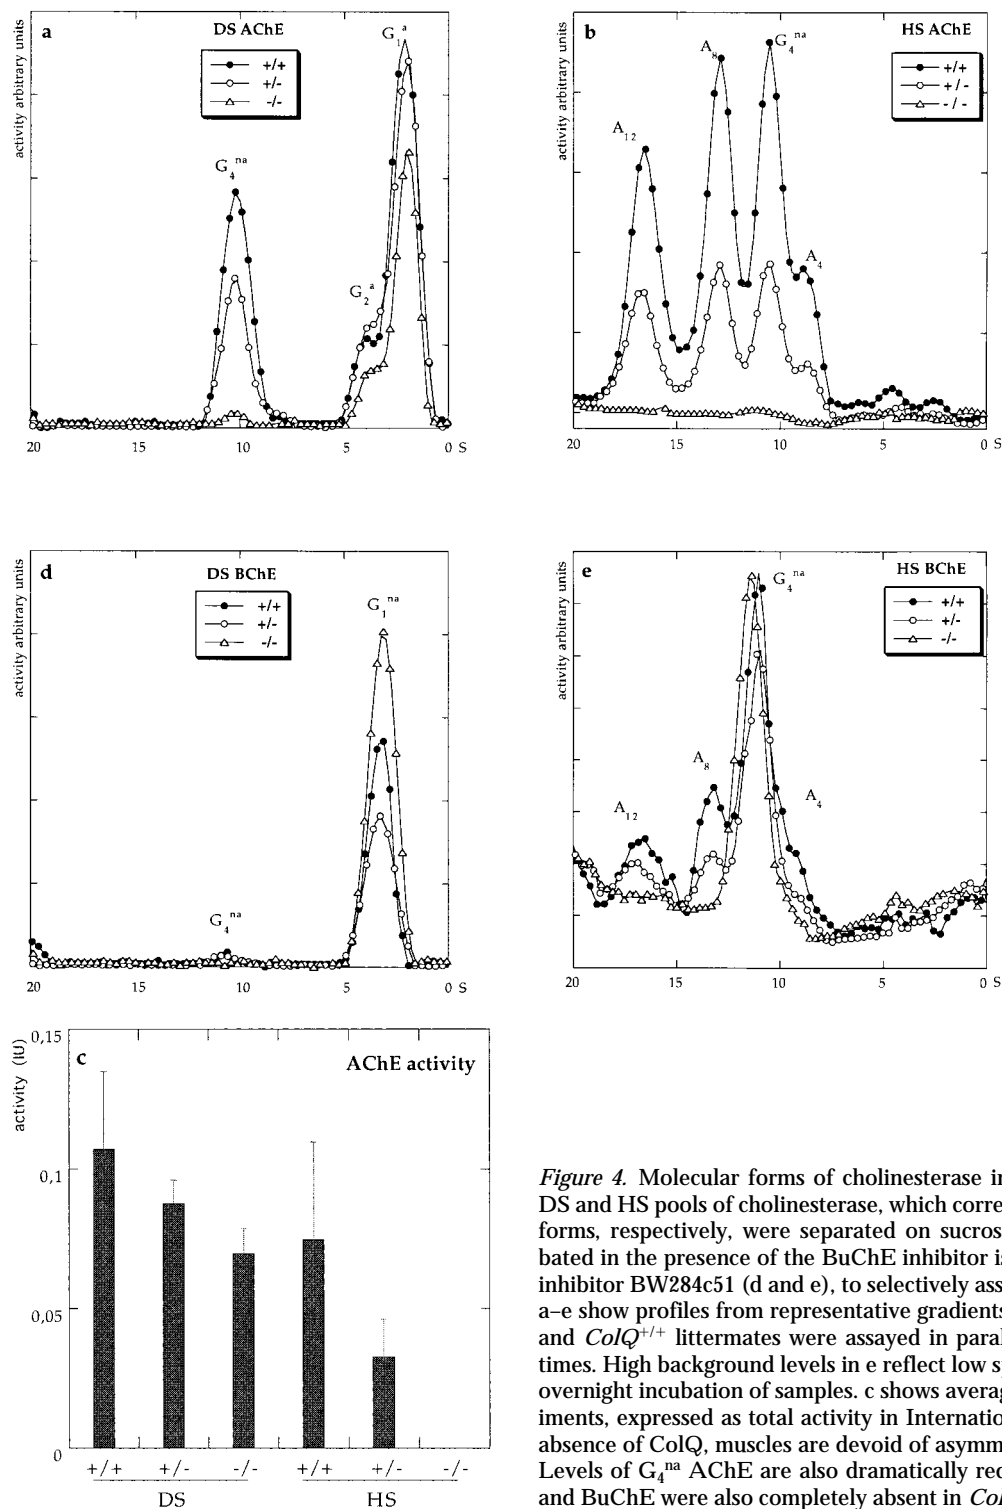 a
DS AChE
G₁ᵃ
+/+
+/-
-/-
G₄ⁿᵃ
G₂ᵃ
activity arbitrary units
20 15 10 5 0 S
b
HS AChE
G₄ⁿᵃ
A₈
+/+
+/-
-/-
A₁₂
A₄
activity arbitrary units
20 15 10 5 0 S
d
DS BChE
+/+
+/-
-/-
G₁ⁿᵃ
G₄ⁿᵃ
activity arbitrary units
20 15 10 5 0 S
e
HS BChE
G₄ⁿᵃ
+/+
+/-
-/-
A₈
A₁₂
A₄
activity arbitrary units
20 15 10 5 0 S
c
AChE activity
activity (IU)
0,15
0,1
0,05
0
+/+ +/- -/- +/+ +/- -/-
DS HS
Figure 4. Molecular forms of cholinesterase in
DS and HS pools of cholinesterase, which corre
forms, respectively, were separated on sucros
bated in the presence of the BuChE inhibitor is
inhibitor BW284c51 (d and e), to selectively ass
a–e show profiles from representative gradients
and ColQ⁺/⁺ littermates were assayed in paral
times. High background levels in e reflect low s
overnight incubation of samples. c shows averag
iments, expressed as total activity in Internatio
absence of ColQ, muscles are devoid of asymm
Levels of G₄ⁿᵃ AChE are also dramatically rec
and BuChE were also completely absent in Col